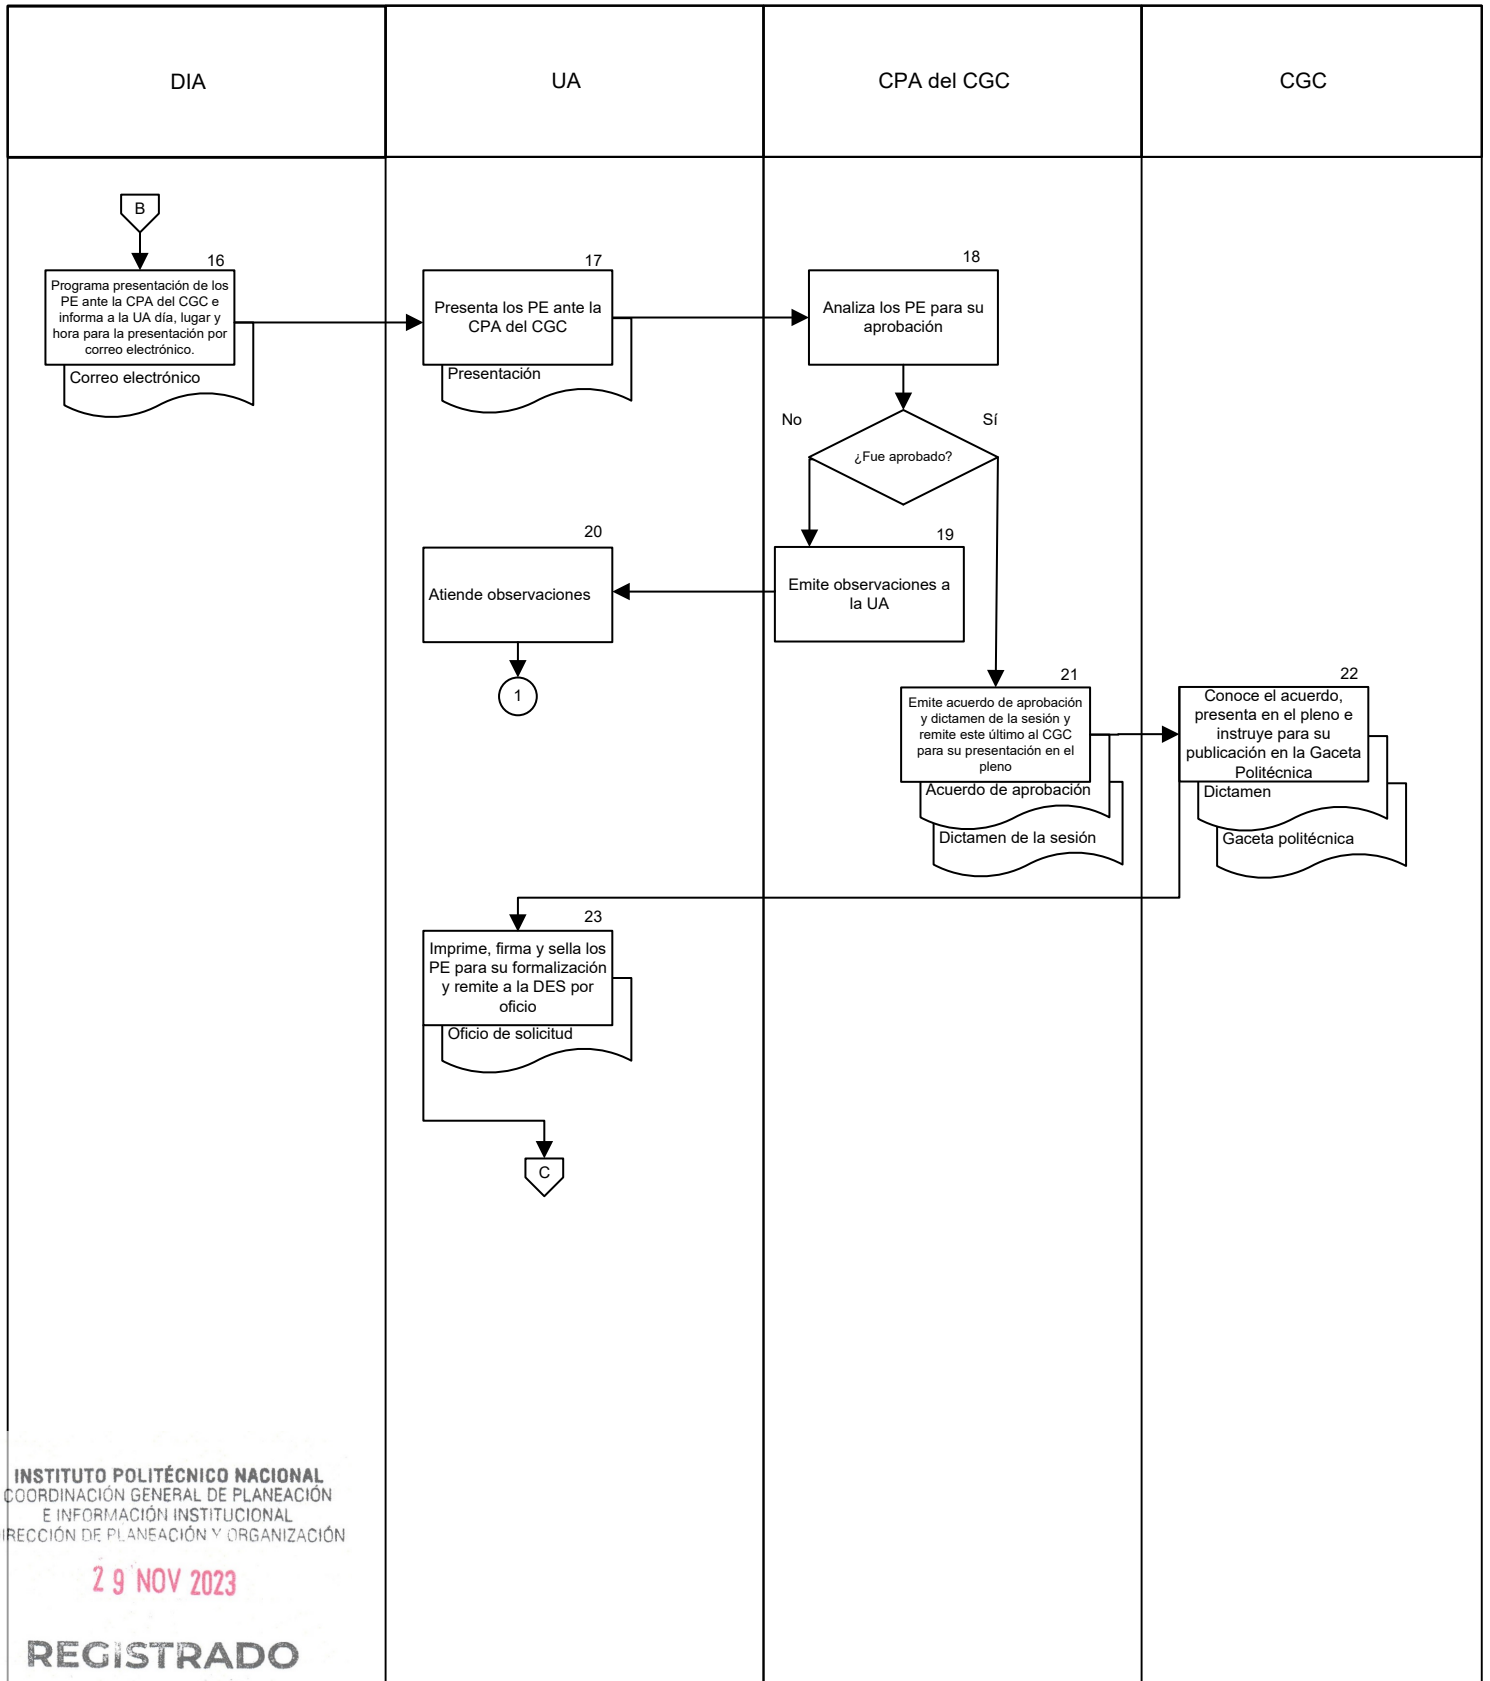 DIA
UA
CPA del CGC
CGC
B
16
Programa presentación de los
PE ante la CPA del CGC e
informa a la UA día, lugar y
hora para la presentación por
correo electrónico.
Correo electrónico
17
Presenta los PE ante la
CPA del CGC
Presentación
18
Analiza los PE para su
aprobación
No
Sí
¿Fue aprobado?
19
Emite observaciones a
la UA
20
Atiende observaciones
1
21
Emite acuerdo de aprobación
y dictamen de la sesión y
remite este último al CGC
para su presentación en el
pleno
Acuerdo de aprobación
Dictamen de la sesión
22
Conoce el acuerdo,
presenta en el pleno e
instruye para su
publicación en la Gaceta
Politécnica
Dictamen
Gaceta politécnica
23
Imprime, firma y sella los
PE para su formalización
y remite a la DES por
oficio
Oficio de solicitud
C
INSTITUTO POLITÉCNICO NACIONAL
COORDINACIÓN GENERAL DE PLANEACIÓN
E INFORMACIÓN INSTITUCIONAL
IRECCIÓN DE PLANEACIÓN Y ORGANIZACIÓN
29 NOV 2023
REGISTRADO